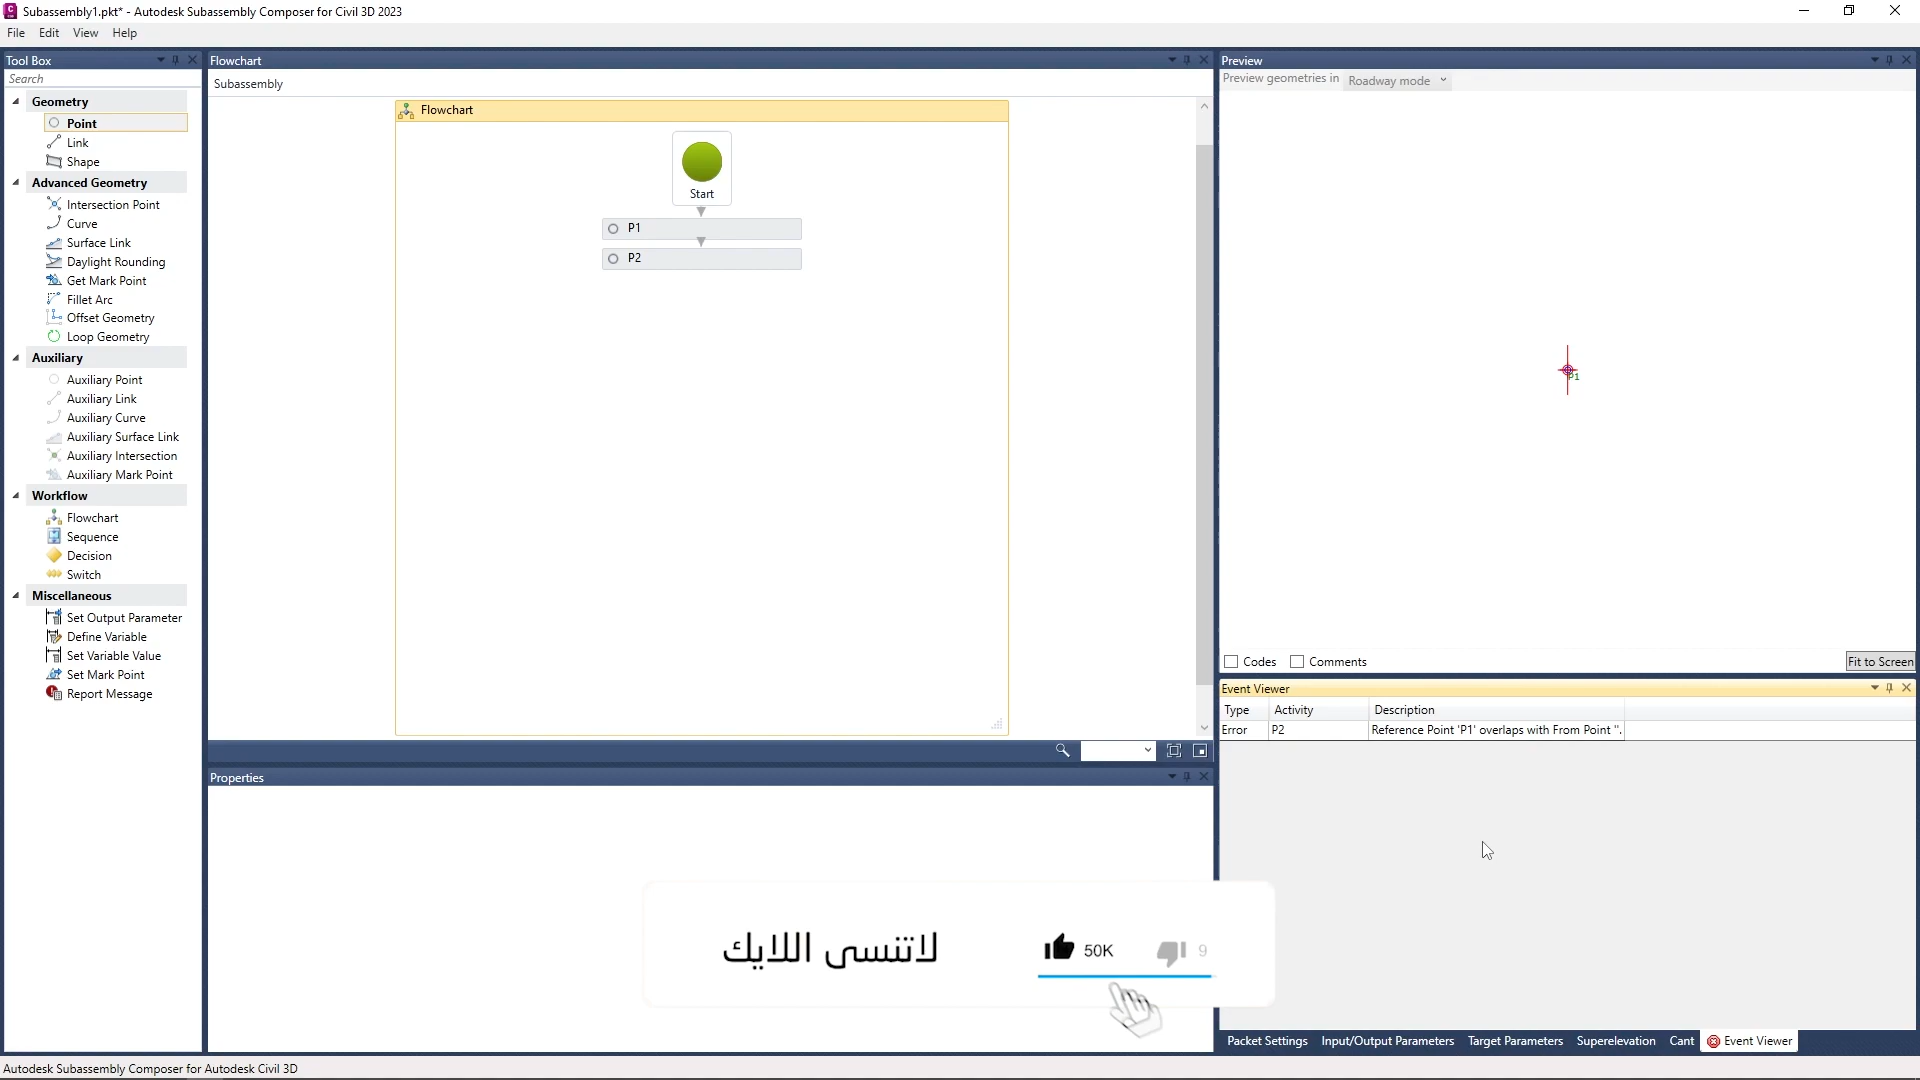 Subassembly1.pkt* - Autodesk Subassembly Composer for Civil 3D 2023
File Edit View Help
Tool Box
Search
Geometry
Point
Link
Shape
Advanced Geometry
Intersection Point
Curve
Surface Link
Daylight Rounding
Get Mark Point
Fillet Arc
Offset Geometry
Loop Geometry
Auxiliary
Auxiliary Point
Auxiliary Link
Auxiliary Curve
Auxiliary Surface Link
Auxiliary Intersection
Auxiliary Mark Point
Workflow
Flowchart
Sequence
Decision
Switch
Miscellaneous
Set Output Parameter
Define Variable
Set Variable Value
Set Mark Point
Report Message
Flowchart
Subassembly
Flowchart
Start
P1
P2
Properties
Preview
Preview geometries in Roadway mode
P1
Codes Comments Fit to Screen
Event Viewer
Type Activity Description
Error P2 Reference Point 'P1' overlaps with From Point ''.
لاتنسى اللايك
50K 9
Packet Settings Input/Output Parameters Target Parameters Superelevation Cant Event Viewer
Autodesk Subassembly Composer for Autodesk Civil 3D